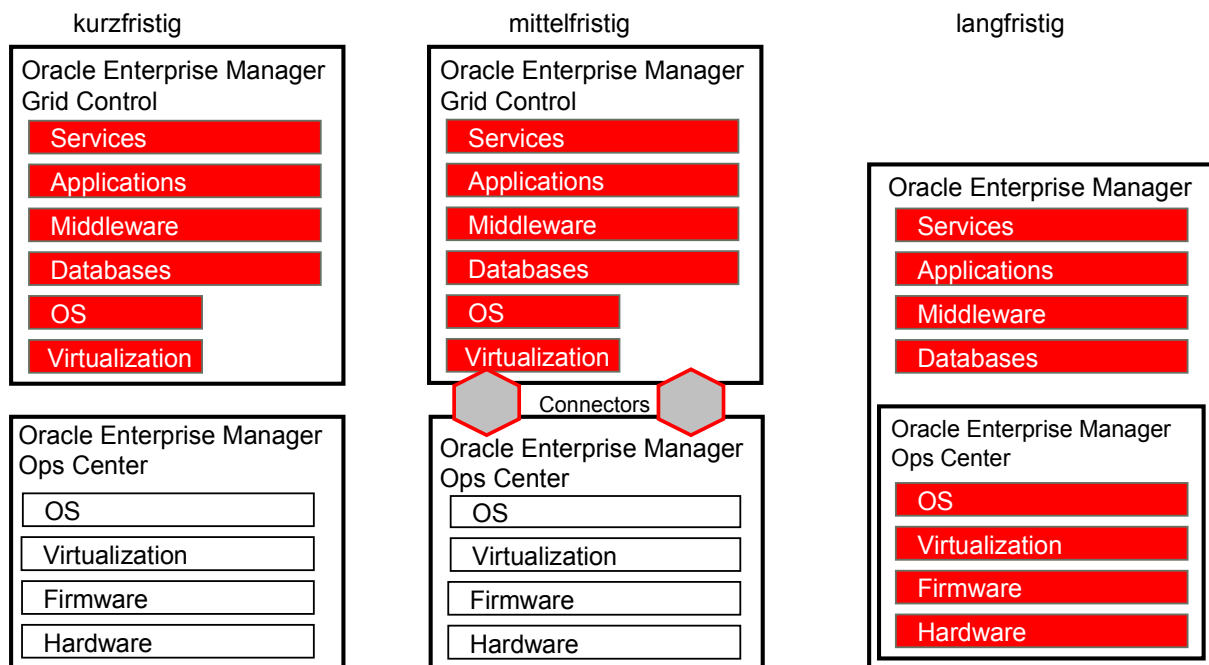 kurzfristig
Oracle Enterprise Manager
Grid Control
Services
Applications
Middleware
Databases
OS
Virtualization
Oracle Enterprise Manager
Ops Center
OS
Virtualization
Firmware
Hardware
mittelfristig
Oracle Enterprise Manager
Grid Control
Services
Applications
Middleware
Databases
OS
Virtualization
Connectors
Oracle Enterprise Manager
Ops Center
OS
Virtualization
Firmware
Hardware
langfristig
Oracle Enterprise Manager
Services
Applications
Middleware
Databases
Oracle Enterprise Manager
Ops Center
OS
Virtualization
Firmware
Hardware